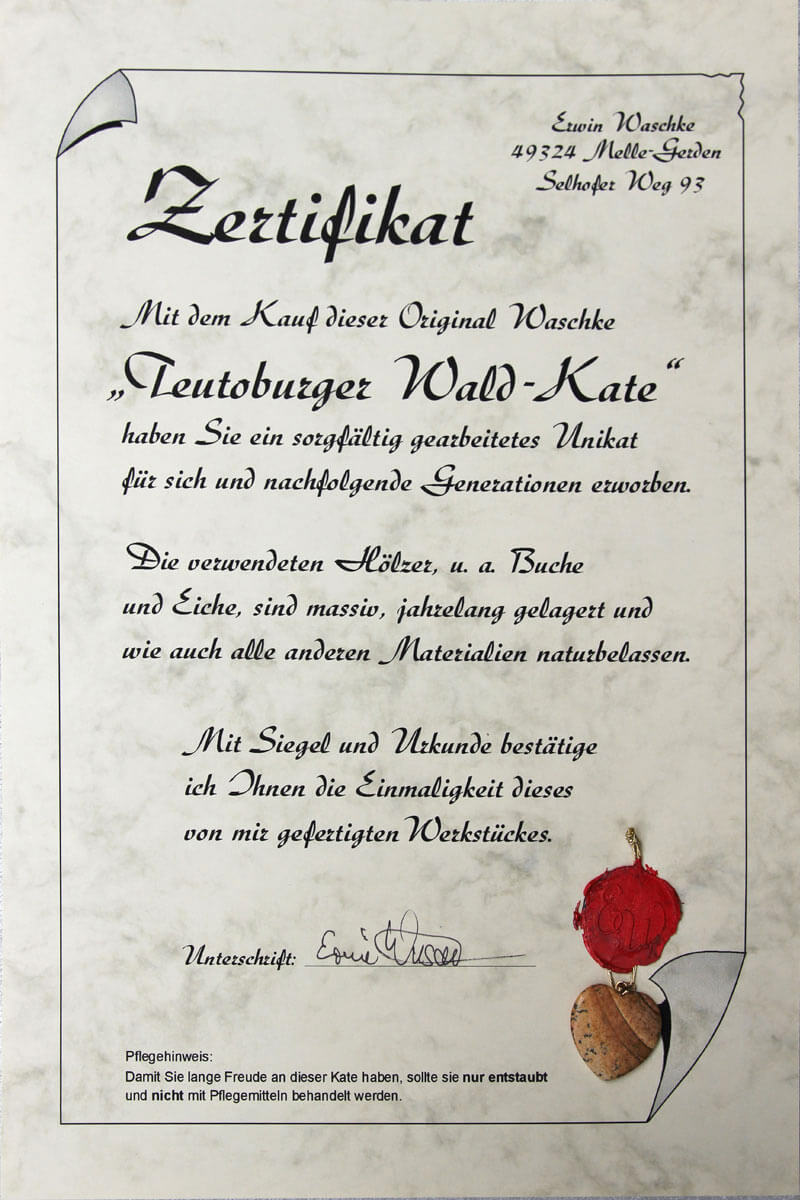 Erwin Waschke
49324 Melle-Gerden
Selhofer Weg 93
Zertifikat
Mit dem Kauf dieser Original Waschke
„Teutoburger Wald-Kate“
haben Sie ein sorgfältig gearbeitetes Unikat
für sich und nachfolgende Generationen erworben.
Die verwendeten Hölzer, u. a. Buche
und Eiche, sind massiv, jahrelang gelagert und
wie auch alle anderen Materialien naturbelassen.
Mit Siegel und Urkunde bestätige
ich Ihnen die Einmaligkeit dieses
von mir gefertigten Werkstückes.
EW
Unterschrift: Erwin Waschke
Pflegehinweis:
Damit Sie lange Freude an dieser Kate haben, sollte sie nur entstaubt
und nicht mit Pflegemitteln behandelt werden.